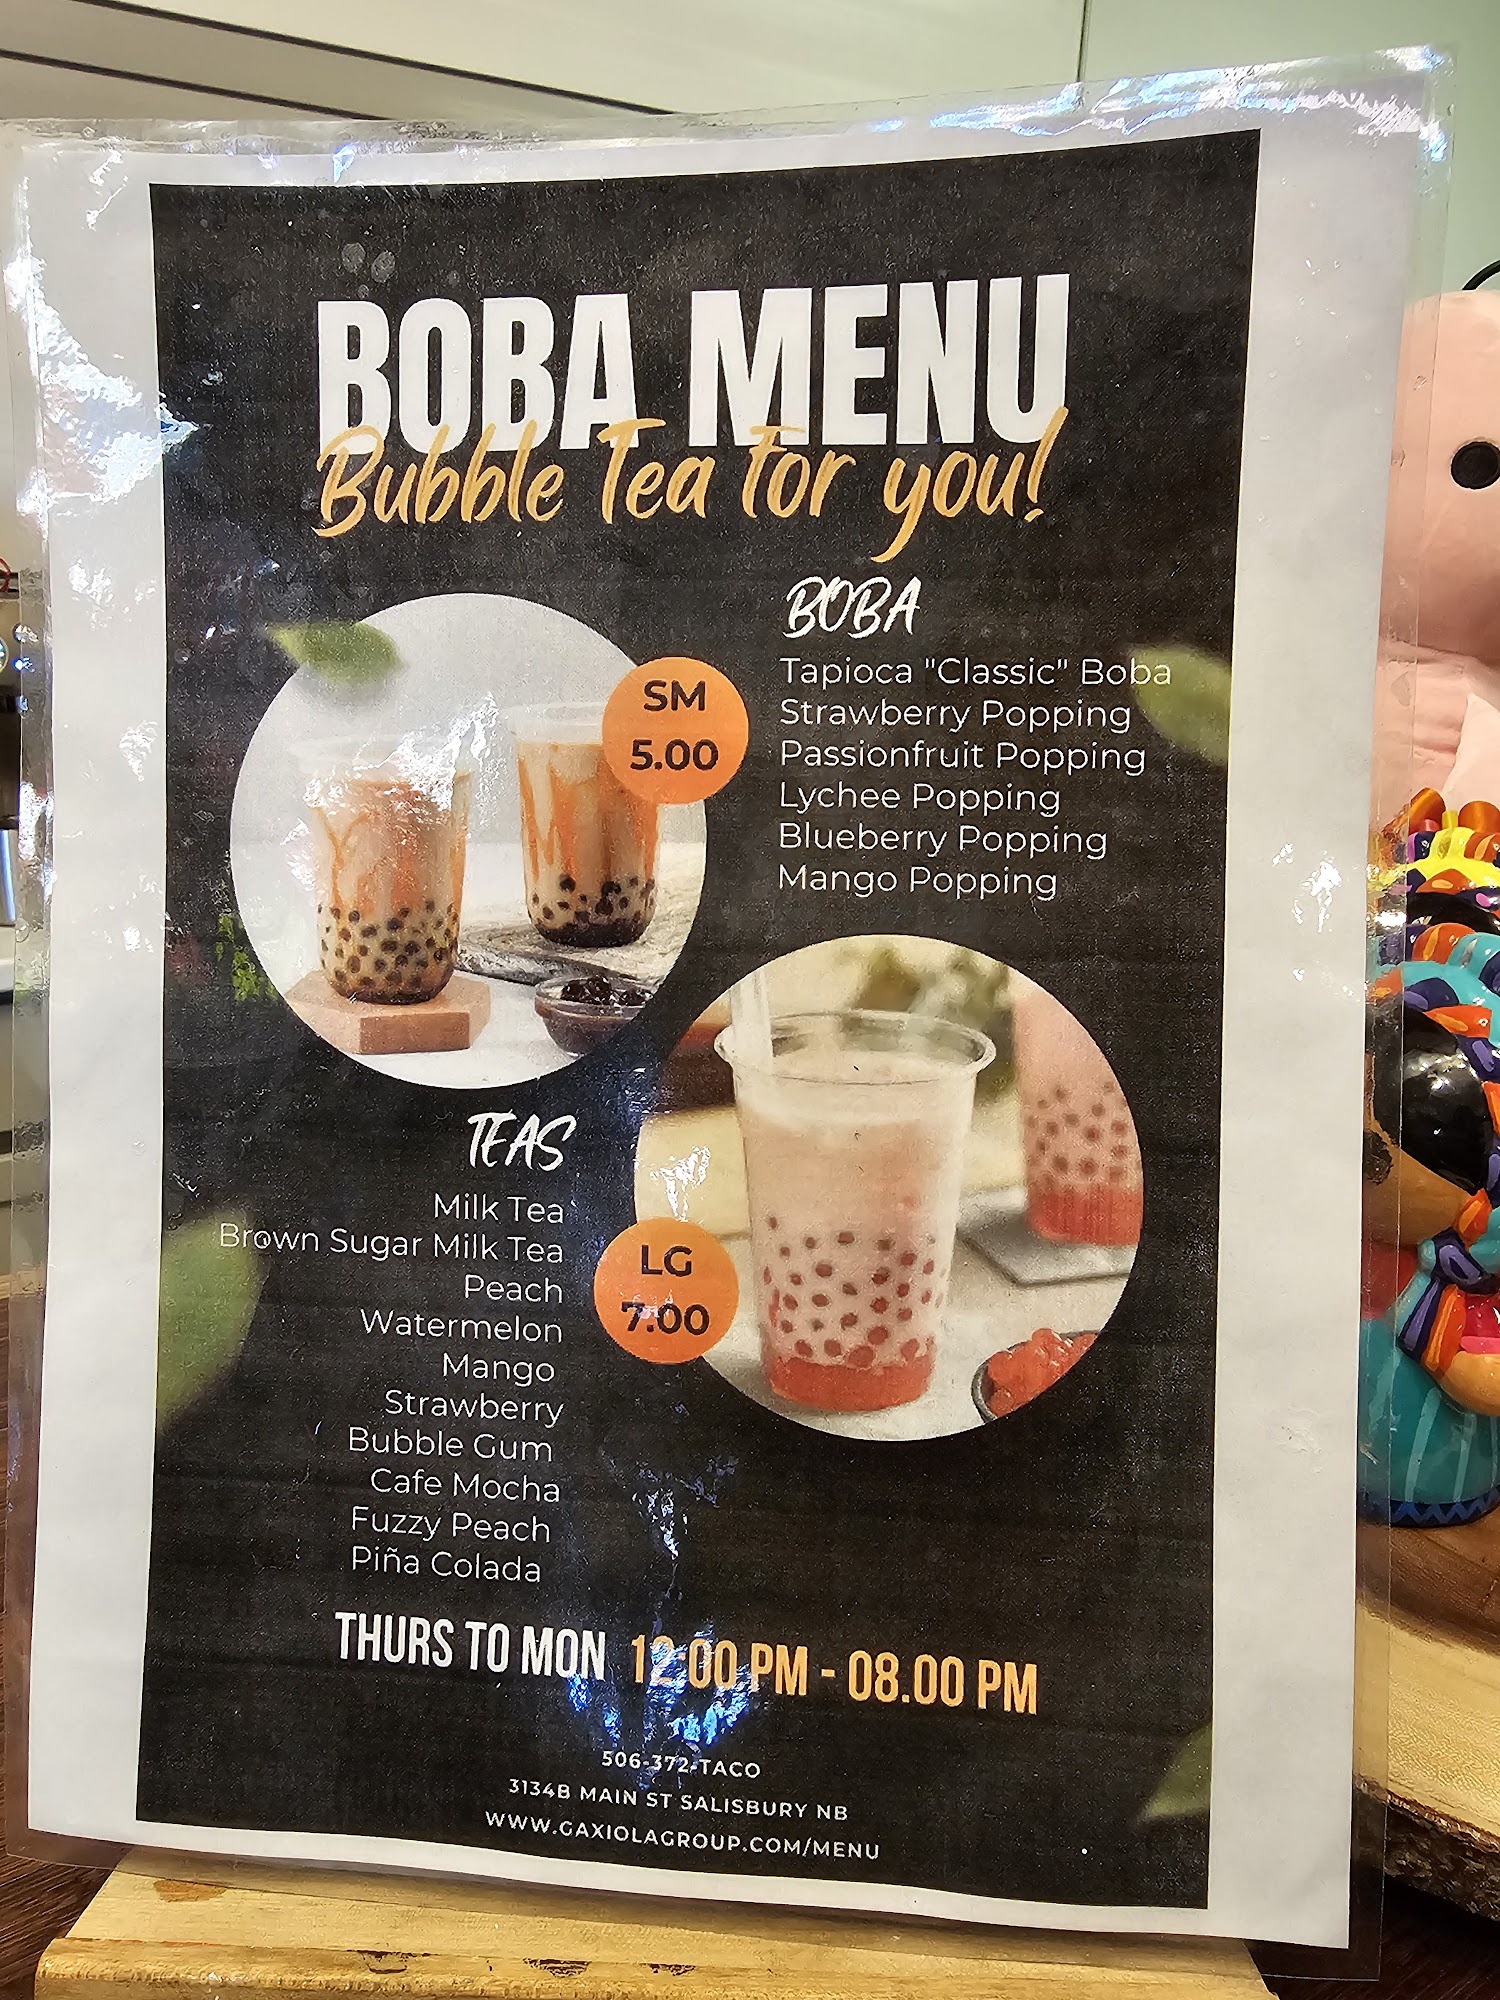 BOBA MENU
Bubble Tea for you!
BOBA
Tapioca "Classic" Boba
Strawberry Popping
Passionfruit Popping
Lychee Popping
Blueberry Popping
Mango Popping
SM
5.00
TEAS
Milk Tea
Brown Sugar Milk Tea
Peach
Watermelon
Mango
Strawberry
Bubble Gum
Cafe Mocha
Fuzzy Peach
Piña Colada
LG
7.00
THURS TO MON 12:00 PM - 08.00 PM
506-372-TACO
3134B MAIN ST SALISBURY NB
WWW.GAXIOLAGROUP.COM/MENU